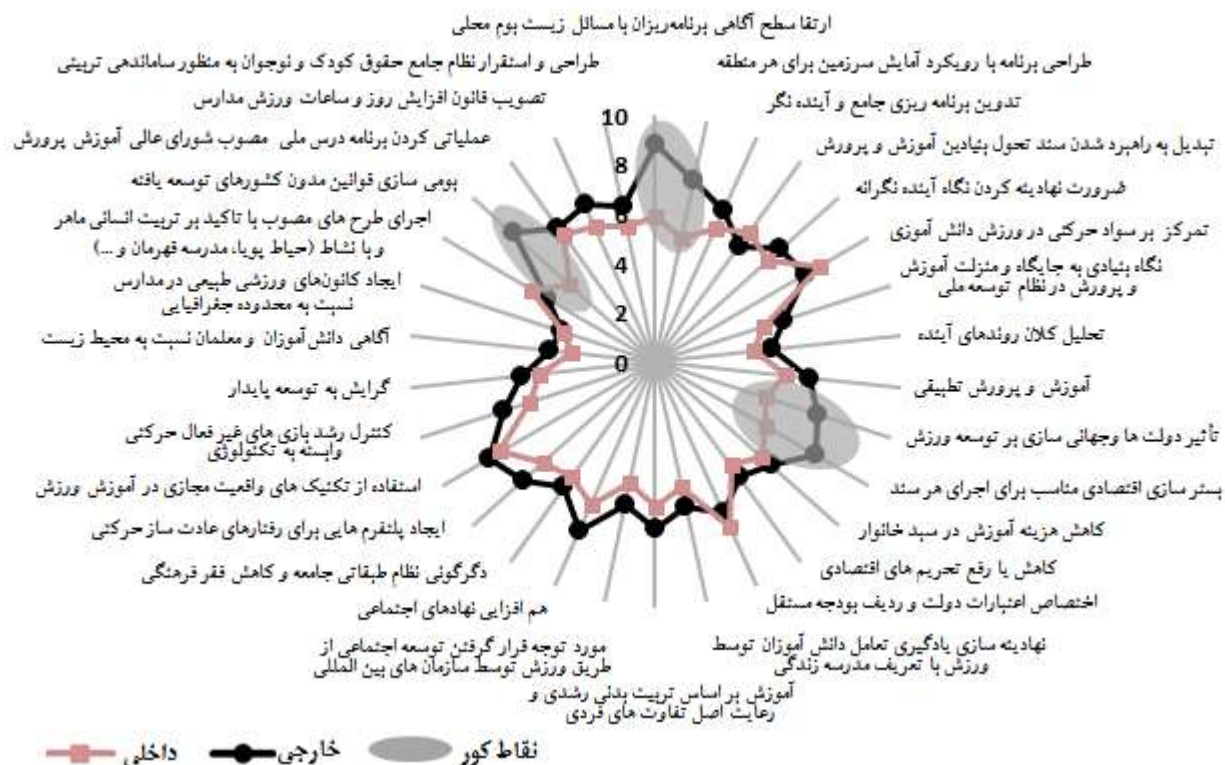 ارتقا سطح آگاهی برنامه‌ریزان با مسائل زیست بوم محلی
طراحی برنامه با رویکرد آمایش سرزمین برای هر منطقه
تدوین برنامه ریزی جامع و آینده نگر
تبدیل به راهبرد شدن سند تحول بنیادین آموزش و پرورش
ضرورت نهادینه کردن نگاه آینده نگرانه
تمرکز بر سواد حرکتی در ورزش دانش آموزی
نگاه بنیادی به جایگاه و منزلت آموزش
و پرورش در نظام توسعه ملی
تحلیل کلان روندهای آینده
آموزش و پرورش تطبیقی
تأثیر دولت ها وجهانی سازی بر توسعه ورزش
بستر سازی اقتصادی مناسب برای اجرای هر سند
کاهش هزینه آموزش در سبد خانوار
کاهش یا رفع تحریم های اقتصادی
اختصاص اعتبارات دولت و ردیف بودجه مستقل
نهادینه سازی یادگیری تعامل دانش آموزان توسط
ورزش با تعریف مدرسه زندگی
آموزش بر اساس تربیت بدنی رشدی و
رعایت اصل تفاوت های فردی
مورد توجه قرار گرفتن توسعه اجتماعی از
طریق ورزش توسط سازمان های بین المللی
هم افزایی نهادهای اجتماعی
دگرگونی نظام طبقاتی جامعه و کاهش فقر فرهنگی
ایجاد پلتفرم هایی برای رفتارهای عادت ساز حرکتی
استفاده از تکنیک های واقعیت مجازی در آموزش ورزش
کنترل رشد بازی های غیر فعال حرکتی
وابسته به تکنولوژی
گرایش به توسعه پایدار
آگاهی دانش آموزان و معلمان نسبت به محیط زیست
ایجاد کانون‌های ورزشی طبیعی در مدارس
نسبت به محدوده جغرافیایی
اجرای طرح های مصوب با تاکید بر تربیت انسانی ماهر
و با نشاط (حیاط پویا، مدرسه قهرمان و ...)
بومی سازی قوانین مدون کشورهای توسعه یافته
عملیاتی کردن برنامه درس ملی مصوب شورای عالی آموزش پرورش
تصویب قانون افزایش روز و ساعات ورزش مدارس
طراحی و استقرار نظام جامع حقوق کودک و نوجوان به منظور ساماندهی تربیتی
10
8
6
4
2
0
داخلی
خارجی
نقاط کور